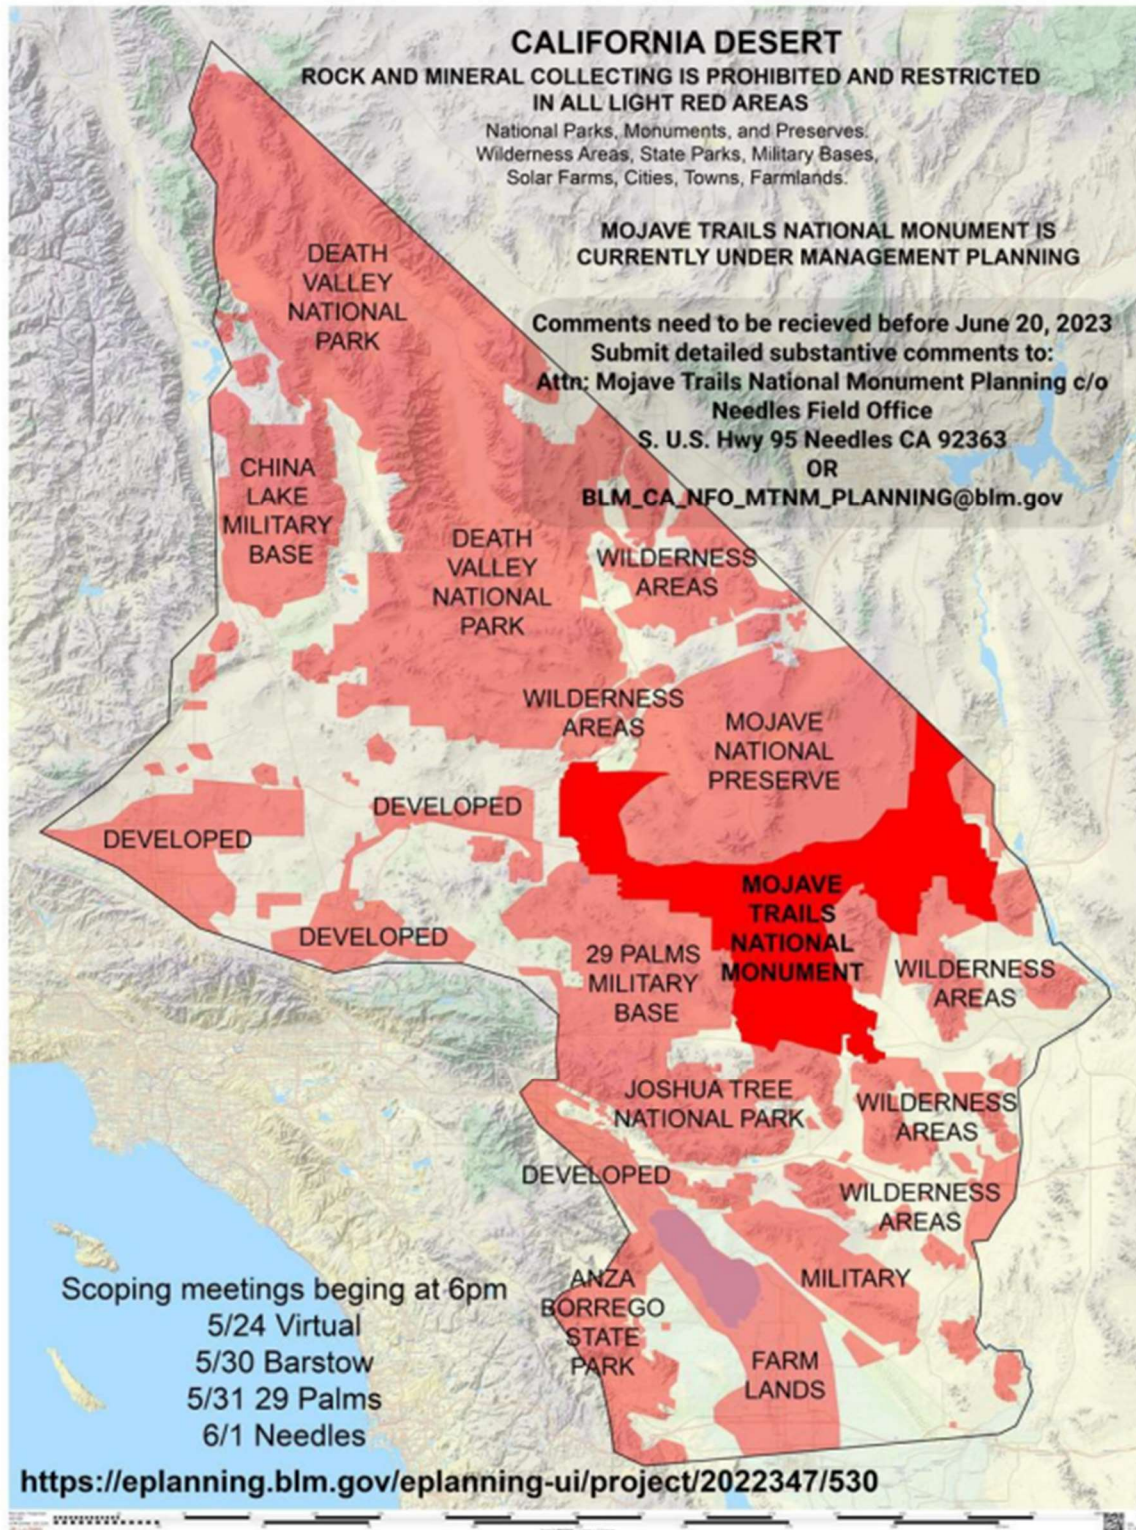 CALIFORNIA DESERT
ROCK AND MINERAL COLLECTING IS PROHIBITED AND RESTRICTED
IN ALL LIGHT RED AREAS
National Parks, Monuments, and Preserves.
Wilderness Areas, State Parks, Military Bases,
Solar Farms, Cities, Towns, Farmlands.
MOJAVE TRAILS NATIONAL MONUMENT IS
CURRENTLY UNDER MANAGEMENT PLANNING
Comments need to be recieved before June 20, 2023
Submit detailed substantive comments to:
Attn: Mojave Trails National Monument Planning c/o
Needles Field Office
S. U.S. Hwy 95 Needles CA 92363
OR
BLM_CA_NFO_MTNM_PLANNING@blm.gov
DEATH
VALLEY
NATIONAL
PARK
CHINA
LAKE
MILITARY
BASE
DEATH
VALLEY
NATIONAL
PARK
WILDERNESS
AREAS
WILDERNESS
AREAS
MOJAVE
NATIONAL
PRESERVE
DEVELOPED
DEVELOPED
DEVELOPED
MOJAVE
TRAILS
NATIONAL
MONUMENT
29 PALMS
MILITARY
BASE
WILDERNESS
AREAS
JOSHUA TREE
NATIONAL PARK
WILDERNESS
AREAS
DEVELOPED
WILDERNESS
AREAS
ANZA
BORREGO
STATE
PARK
MILITARY
FARM
LANDS
Scoping meetings beging at 6pm
5/24 Virtual
5/30 Barstow
5/31 29 Palms
6/1 Needles
https://eplanning.blm.gov/eplanning-ui/project/2022347/530